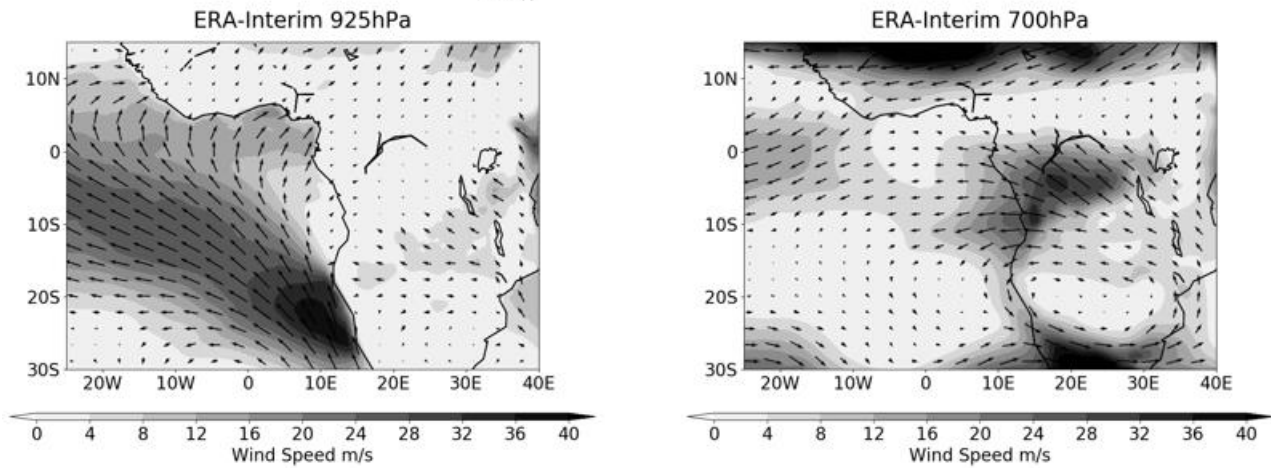 ERA-Interim 925hPa
10N
0
10S
20S
30S
20W 10W 0 10E 20E 30E 40E
0 4 8 12 16 20 24 28 32 36 40
Wind Speed m/s
ERA-Interim 700hPa
10N
0
10S
20S
30S
20W 10W 0 10E 20E 30E 40E
0 4 8 12 16 20 24 28 32 36 40
Wind Speed m/s